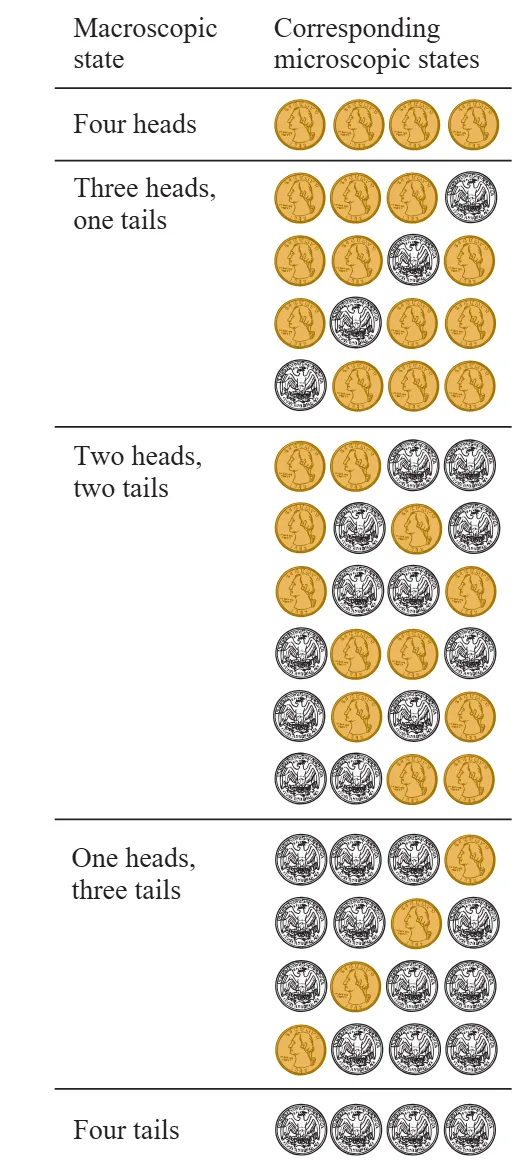 Macroscopic
state
Corresponding
microscopic states
Four heads
Three heads,
one tails
Two heads,
two tails
One heads,
three tails
Four tails